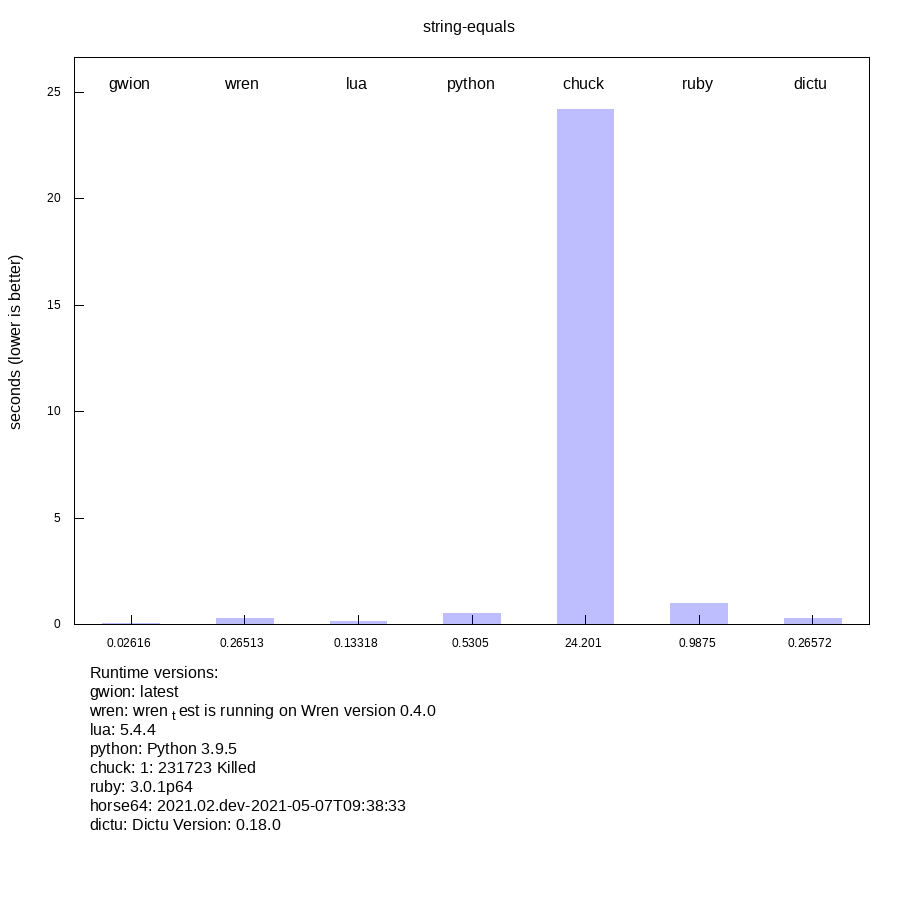 string-equals
gwion wren lua python chuck ruby dictu
25
20
15
10
5
0
seconds (lower is better)
0.02616 0.26513 0.13318 0.5305 24.201 0.9875 0.26572
Runtime versions:
gwion: latest
wren: wren t est is running on Wren version 0.4.0
lua: 5.4.4
python: Python 3.9.5
chuck: 1: 231723 Killed
ruby: 3.0.1p64
horse64: 2021.02.dev-2021-05-07T09:38:33
dictu: Dictu Version: 0.18.0